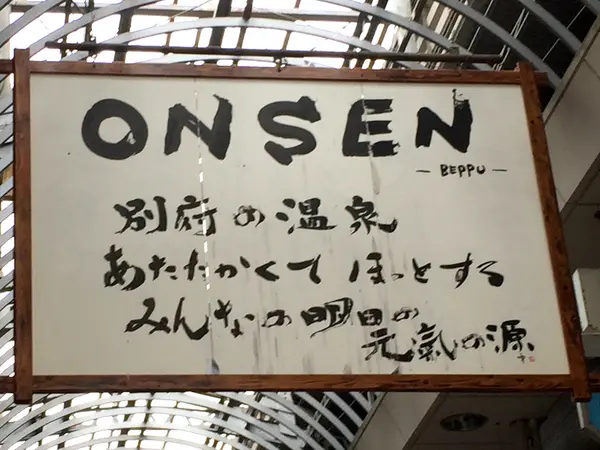 ONSEN
— BEPPU —
別府の温泉
あたたかくて ほっとする
みんなの明日の
元氣の源